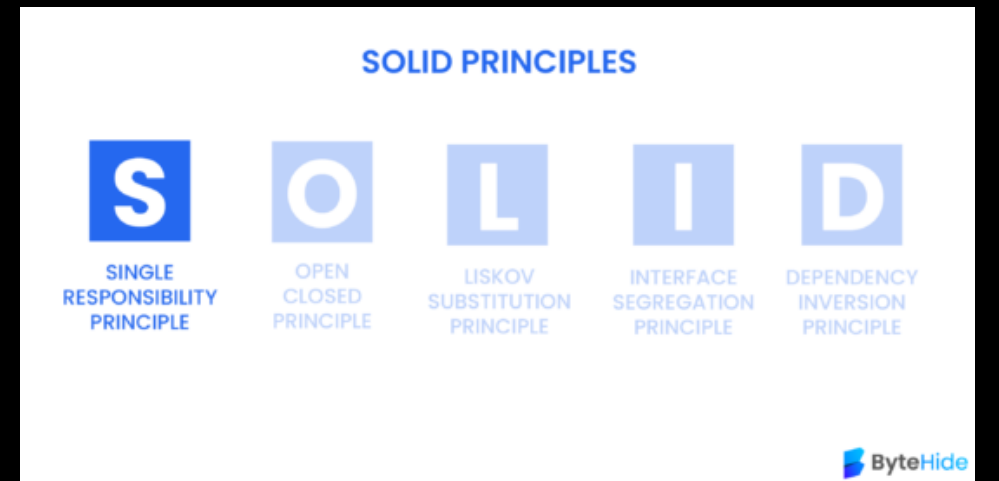 SOLID PRINCIPLES
S
O
L
I
D
SINGLE
RESPONSIBILITY
PRINCIPLE
OPEN
CLOSED
PRINCIPLE
LISKOV
SUBSTITUTION
PRINCIPLE
INTERFACE
SEGREGATION
PRINCIPLE
DEPENDENCY
INVERSION
PRINCIPLE
ByteHide